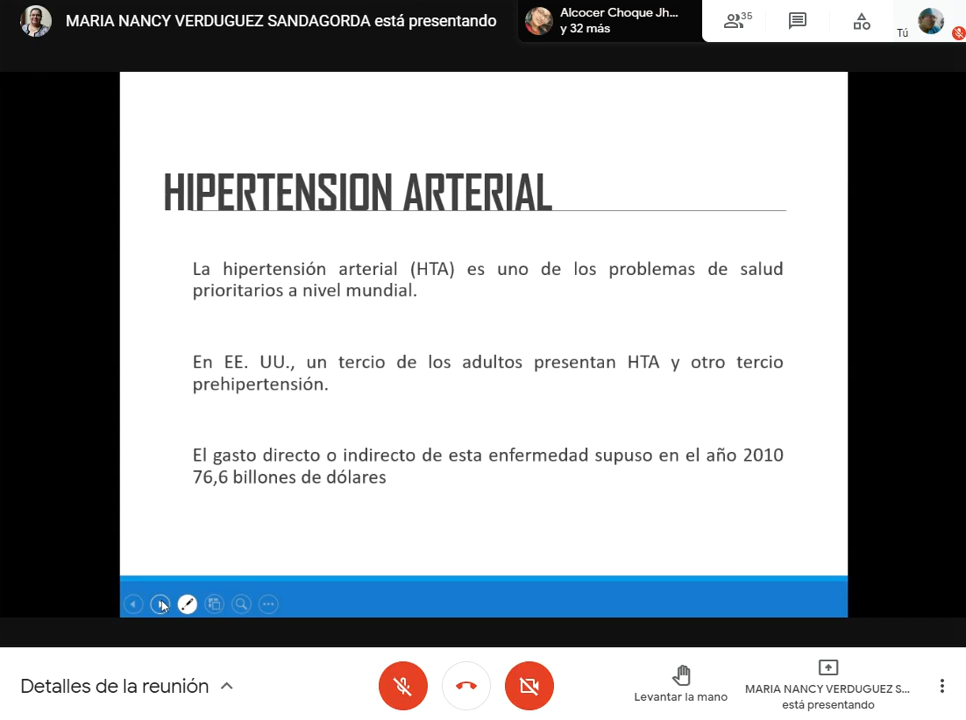 MARIA NANCY VERDUGUEZ SANDAGORDA está presentando
Alcocer Choque Jh...
y 32 más
35
Tú
HIPERTENSION ARTERIAL
La hipertensión arterial (HTA) es uno de los problemas de salud
prioritarios a nivel mundial.
En EE. UU., un tercio de los adultos presentan HTA y otro tercio
prehipertensión.
El gasto directo o indirecto de esta enfermedad supuso en el año 2010
76,6 billones de dólares
Detalles de la reunión
Levantar la mano
MARIA NANCY VERDUGUEZ S...
está presentando